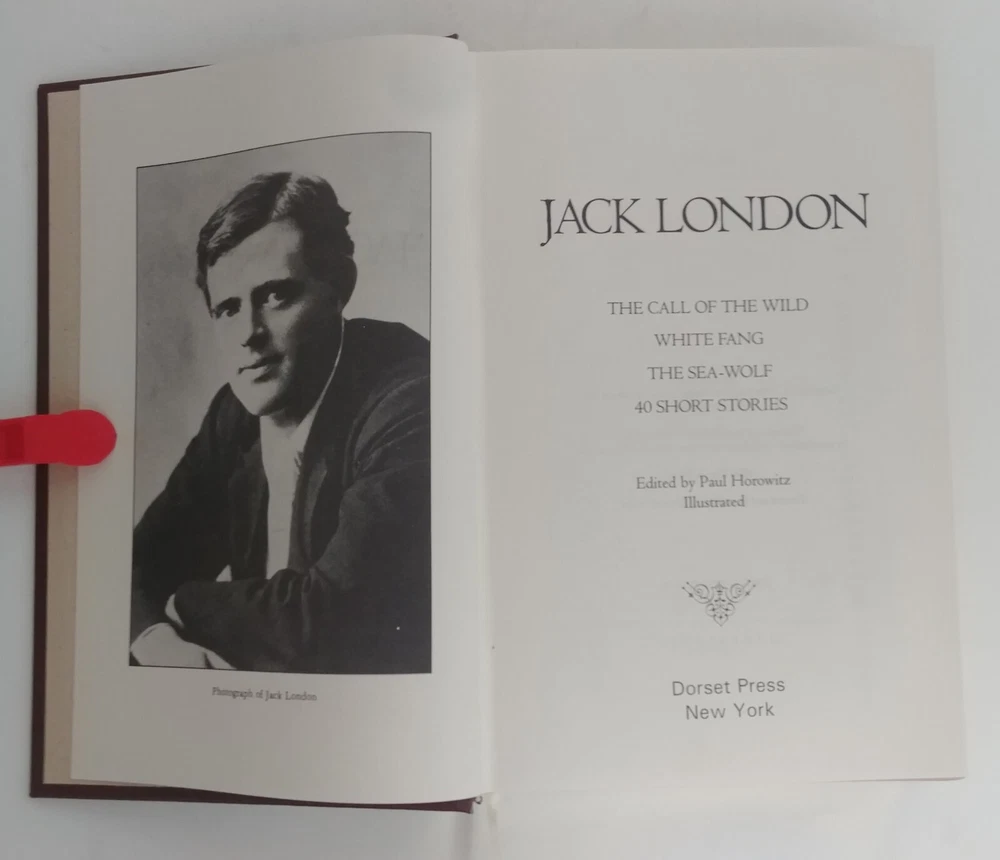 Photograph of Jack London
JACK LONDON
THE CALL OF THE WILD
WHITE FANG
THE SEA-WOLF
40 SHORT STORIES
Edited by Paul Horowitz
Illustrated
Dorset Press
New York